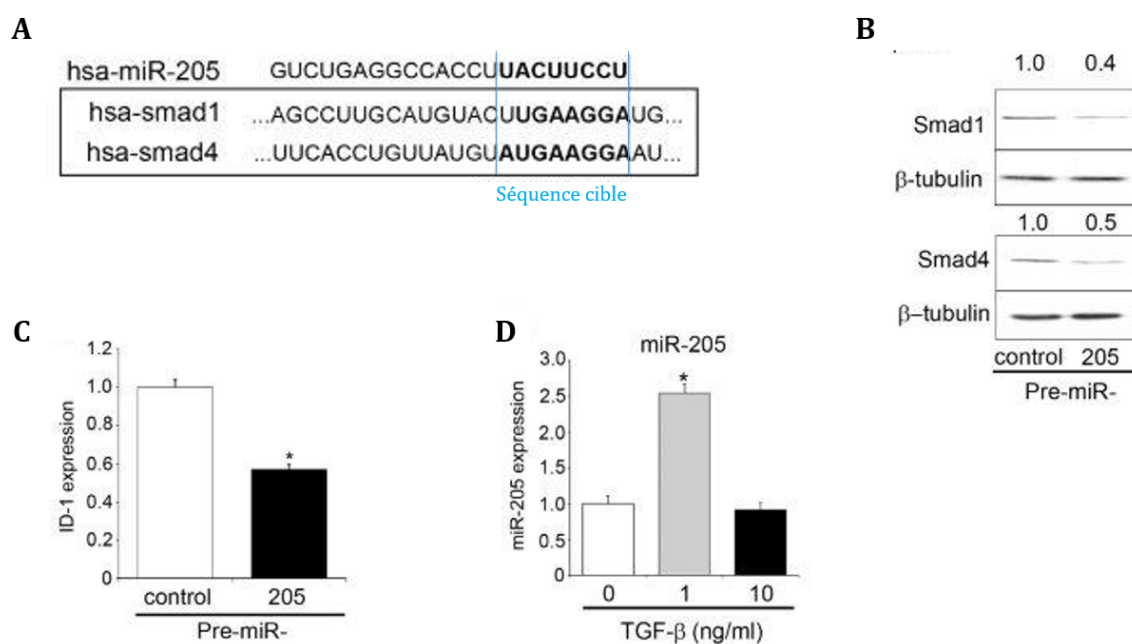 A
hsa-miR-205 GUCUGAGGCCACCUUACUUCCU
hsa-smad1 ...AGCCUUGCAUGUACUUGAAGGAUG...
hsa-smad4 ...UUCACCUGUUAUGUAUGAAGGAAU...
Séquence cible
B
1.0 0.4
Smad1
β-tubulin
1.0 0.5
Smad4
β–tubulin
control 205
Pre-miR-
C
1.2
1.0
0.8
0.6
0.4
0.2
0
ID-1 expression
*
control 205
Pre-miR-
D
miR-205
3.0
2.5
2.0
1.5
1.0
0.5
0
miR-205 expression
*
0 1 10
TGF-β (ng/ml)